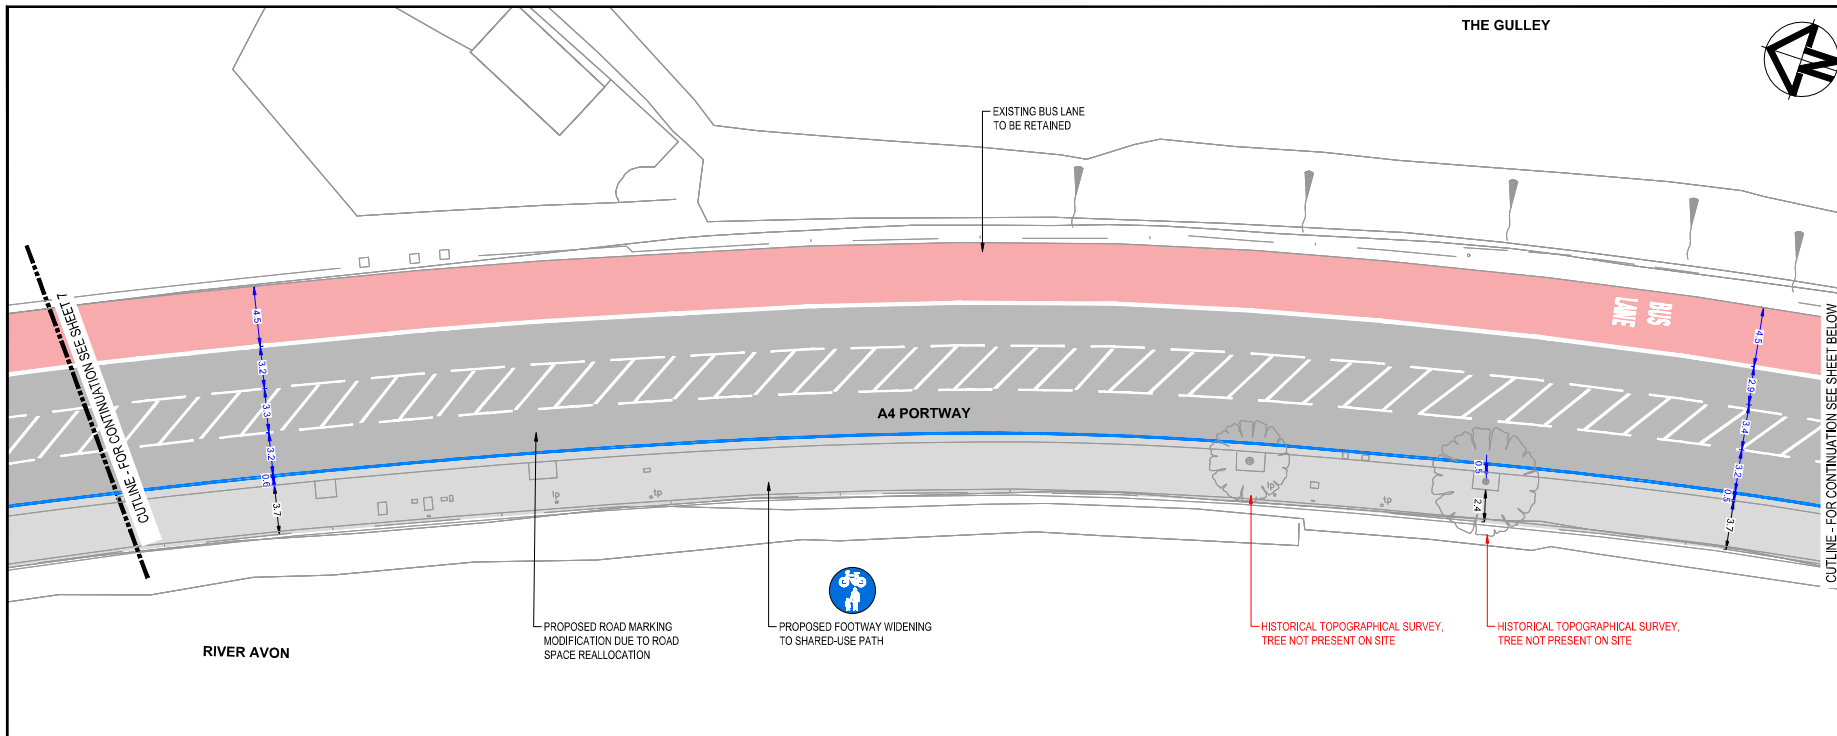 THE GULLEY
N
EXISTING BUS LANE
TO BE RETAINED
CUTLINE - FOR CONTINUATION SEE SHEET 7
4.5
3.2
3.3
3.2
0.6
3.7
BUS
LANE
4.5
2.9
3.4
3.2
0.5
3.7
A4 PORTWAY
lp
tp
lp
tp
0.5
2.4
CUTLINE - FOR CONTINUATION SEE SHEET BELOW
PROPOSED ROAD MARKING
MODIFICATION DUE TO ROAD
SPACE REALLOCATION
PROPOSED FOOTWAY WIDENING
TO SHARED-USE PATH
HISTORICAL TOPOGRAPHICAL SURVEY,
TREE NOT PRESENT ON SITE
HISTORICAL TOPOGRAPHICAL SURVEY,
TREE NOT PRESENT ON SITE
RIVER AVON